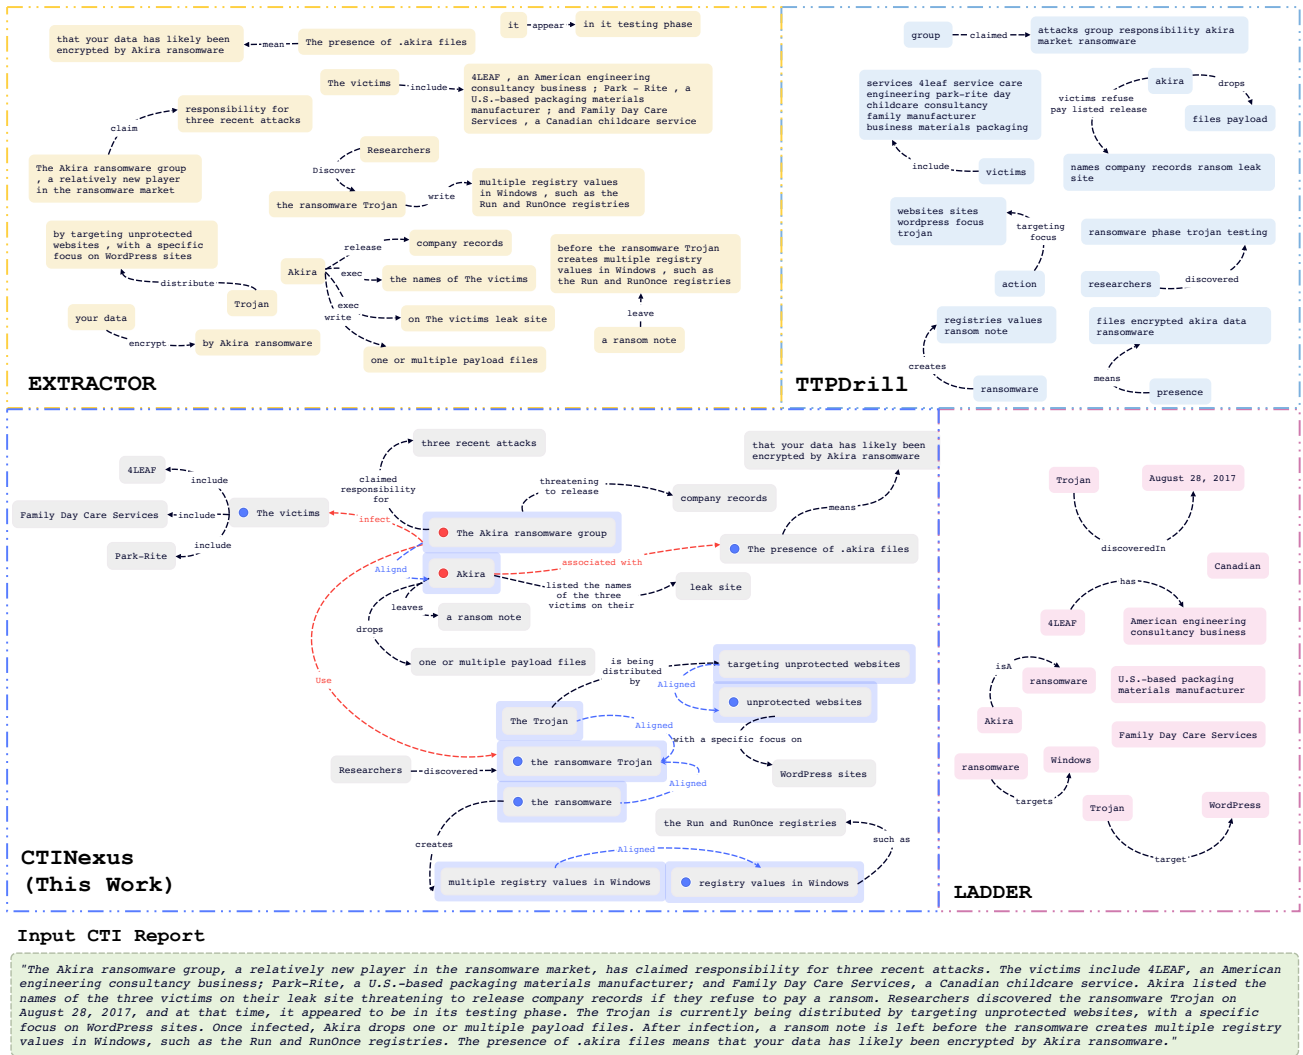 that your data has likely been
encrypted by Akira ransomware
mean
The presence of .akira files
it
appear
in it testing phase
The victims
include
4LEAF , an American engineering
consultancy business ; Park - Rite , a
U.S.-based packaging materials
manufacturer ; and Family Day Care
Services , a Canadian childcare service
responsibility for
three recent attacks
claim
The Akira ransomware group
, a relatively new player
in the ransomware market
Researchers
Discover
the ransomware Trojan
write
multiple registry values
in Windows , such as the
Run and RunOnce registries
by targeting unprotected
websites , with a specific
focus on WordPress sites
distribute
Trojan
your data
encrypt
by Akira ransomware
Akira
release
company records
exec
the names of The victims
exec
on The victims leak site
write
one or multiple payload files
before the ransomware Trojan
creates multiple registry
values in Windows , such as
the Run and RunOnce registries
leave
a ransom note
EXTRACTOR
group
claimed
attacks group responsibility akira
market ransomware
services 4leaf service care
engineering park-rite day
childcare consultancy
family manufacturer
business materials packaging
include
victims
akira
drops
files payload
victims refuse
pay listed release
names company records ransom leak
site
websites sites
wordpress focus
trojan
targeting
focus
action
ransomware phase trojan testing
researchers
discovered
registries values
ransom note
creates
ransomware
files encrypted akira data
ransomware
means
presence
TTPDrill
three recent attacks
claimed
responsibility
for
4LEAF
include
Family Day Care Services
include
The victims
Park-Rite
include
infect
The Akira ransomware group
threatening
to release
company records
that your data has likely been
encrypted by Akira ransomware
means
The presence of .akira files
associated with
Alignd
Akira
listed the names
of the three
victims on their
leak site
leaves
a ransom note
drops
one or multiple payload files
Use
is being
distributed
by
targeting unprotected websites
Aligned
unprotected websites
The Trojan
Aligned
with a specific focus on
WordPress sites
Researchers
discovered
the ransomware Trojan
Aligned
the ransomware
creates
the Run and RunOnce registries
such as
Aligned
multiple registry values in Windows
registry values in Windows
CTINexus
(This Work)
Trojan
August 28, 2017
discoveredIn
Canadian
has
4LEAF
American engineering
consultancy business
isA
ransomware
Akira
U.S.-based packaging
materials manufacturer
Family Day Care Services
ransomware
Windows
targets
Trojan
WordPress
target
LADDER
Input CTI Report
"The Akira ransomware group, a relatively new player in the ransomware market, has claimed responsibility for three recent attacks. The victims include 4LEAF, an American
engineering consultancy business; Park-Rite, a U.S.-based packaging materials manufacturer; and Family Day Care Services, a Canadian childcare service. Akira listed the
names of the three victims on their leak site threatening to release company records if they refuse to pay a ransom. Researchers discovered the ransomware Trojan on
August 28, 2017, and at that time, it appeared to be in its testing phase. The Trojan is currently being distributed by targeting unprotected websites, with a specific
focus on WordPress sites. Once infected, Akira drops one or multiple payload files. After infection, a ransom note is left before the ransomware creates multiple registry
values in Windows, such as the Run and RunOnce registries. The presence of .akira files means that your data has likely been encrypted by Akira ransomware."